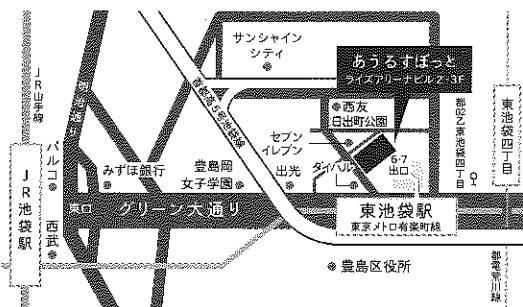 サンシャイン
シティ
あうるすぽっと
ライズアリーナビル2・3F
JR山手線
明治通り
首都高5号池袋線
西友
日出町公園
都02乙東池袋四丁目
東池袋四丁目
パルコ
みずほ銀行
豊島岡
女子学園
セブン
イレブン
出光
ダイハツ
6・7
出口
JR池袋駅
西武
東口
グリーン大通り
東池袋駅
東京メトロ有楽町線
豊島区役所
都電荒川線